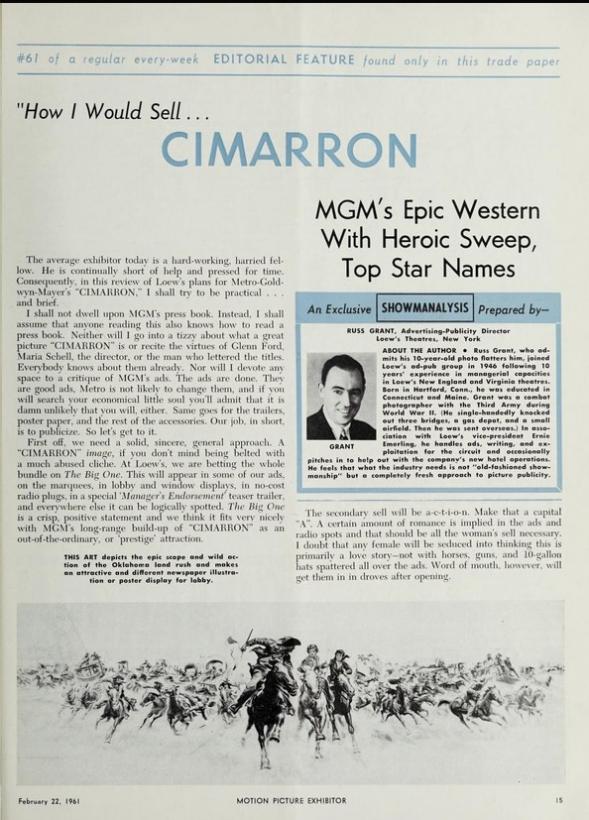 #61 of a regular every-week EDITORIAL FEATURE found only in this trade paper
"How I Would Sell . . .
CIMARRON
MGM's Epic Western
With Heroic Sweep,
Top Star Names
The average exhibitor today is a hard-working, harried fel-
low. He is continually short of help and pressed for time.
Consequently, in this review of Loew's plans for Metro-Gold-
wyn-Mayer's "CIMARRON," I shall try to be practical . . .
and brief.
I shall not dwell upon MGM's press book. Instead, I shall
assume that anyone reading this also knows how to read a
press book. Neither will I go into a tizzy about what a great
picture "CIMARRON" is or recite the virtues of Glenn Ford,
Maria Schell, the director, or the man who lettered the titles.
Everybody knows about them already. Nor will I devote any
space to a critique of MGM's ads. The ads are done. They
are good ads, Metro is not likely to change them, and if you
will search your economical little soul you'll admit that it is
damn unlikely that you will, either. Same goes for the trailers,
poster paper, and the rest of the accessories. Our job, in short,
is to publicize. So let's get to it.
First off, we need a solid, sincere, general approach. A
"CIMARRON" image, if you don't mind being belted with
a much abused cliche. At Loew's, we are betting the whole
bundle on The Big One. This will appear in some of our ads,
on the marquees, in lobby and window displays, in no-cost
radio plugs, in a special 'Manager's Endorsement' teaser trailer,
and everywhere else it can be logically spotted. The Big One
is a crisp, positive statement and we think it fits very nicely
with MGM's long-range build-up of "CIMARRON" as an
out-of-the-ordinary, or 'prestige' attraction.
THIS ART depicts the epic scope and wild ac-
tion of the Oklahoma land rush and makes
an attractive and different newspaper illustra-
tion or poster display for lobby.
An Exclusive SHOWMANALYSIS Prepared by—
RUSS GRANT, Advertising-Publicity Director
Loew's Theatres, New York
ABOUT THE AUTHOR • Russ Grant, who ad-
mits his 10-year-old photo flatters him, joined
Loew's ad-pub group in 1946 following 10
years' experience in managerial capacities
in Loew's New England and Virginia theatres.
Born in Hartford, Conn., he was educated in
Connecticut and Maine. Grant was a combat
photographer with the Third Army during
World War II. (He single-handedly knocked
out three bridges, a gas depot, and a small
airfield. Then he was sent overseas.) In asso-
ciation with Loew's vice-president Ernie
Emerling, he handles ads, writing, and ex-
ploitation for the circuit and occasionally
pitches in to help out with the company's new hotel operations.
He feels that what the industry needs is not "old-fashioned show-
manship" but a completely fresh approach to picture publicity.
GRANT
The secondary sell will be a-c-t-i-o-n. Make that a capital
"A". A certain amount of romance is implied in the ads and
radio spots and that should be all the woman's sell necessary.
I doubt that any female will be seduced into thinking this is
primarily a love story—not with horses, guns, and 10-gallon
hats spattered all over the ads. Word of mouth, however, will
get them in in droves after opening.
February 22, 1961
MOTION PICTURE EXHIBITOR
15